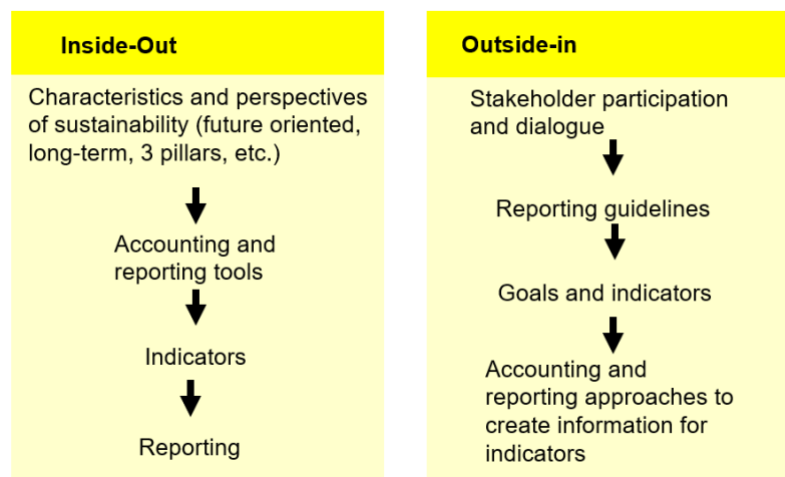 Inside-Out
Characteristics and perspectives
of sustainability (future oriented,
long-term, 3 pillars, etc.)
Accounting and
reporting tools
Indicators
Reporting
Outside-in
Stakeholder participation
and dialogue
Reporting guidelines
Goals and indicators
Accounting and
reporting approaches to
create information for
indicators